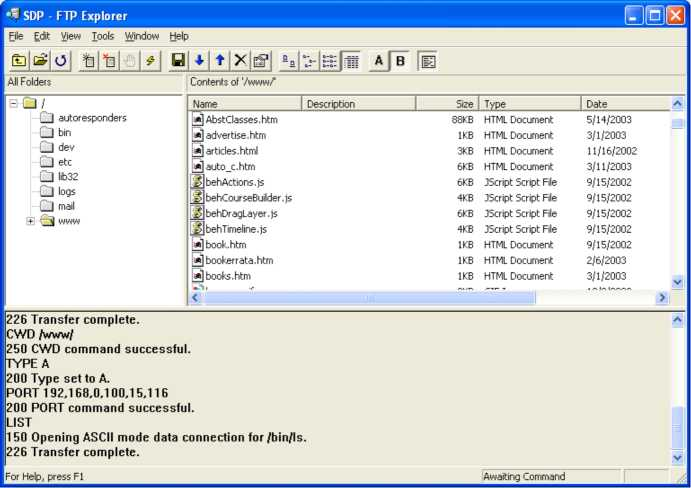 SDP - FTP Explorer
File Edit View Tools Window Help
A B
All Folders
Contents of '/www/'
/
autoresponders
bin
dev
etc
lib32
logs
mail
www
Name Description Size Type Date
AbstClasses.htm 88KB HTML Document 5/14/2003
advertise.htm 1KB HTML Document 3/1/2003
articles.html 3KB HTML Document 11/16/2002
auto_c.htm 6KB HTML Document 3/11/2003
behActions.js 6KB JScript Script File 9/15/2002
behCourseBuilder.js 4KB JScript Script File 9/15/2002
behDragLayer.js 6KB JScript Script File 9/15/2002
behTimeline.js 4KB JScript Script File 9/15/2002
book.htm 1KB HTML Document 9/15/2002
bookerrata.htm 1KB HTML Document 2/6/2003
books.htm 1KB HTML Document 3/1/2003
226 Transfer complete.
CWD /www/
250 CWD command successful.
TYPE A
200 Type set to A.
PORT 192,168,0,100,15,116
200 PORT command successful.
LIST
150 Opening ASCII mode data connection for /bin/ls.
226 Transfer complete.
For Help, press F1
Awaiting Command